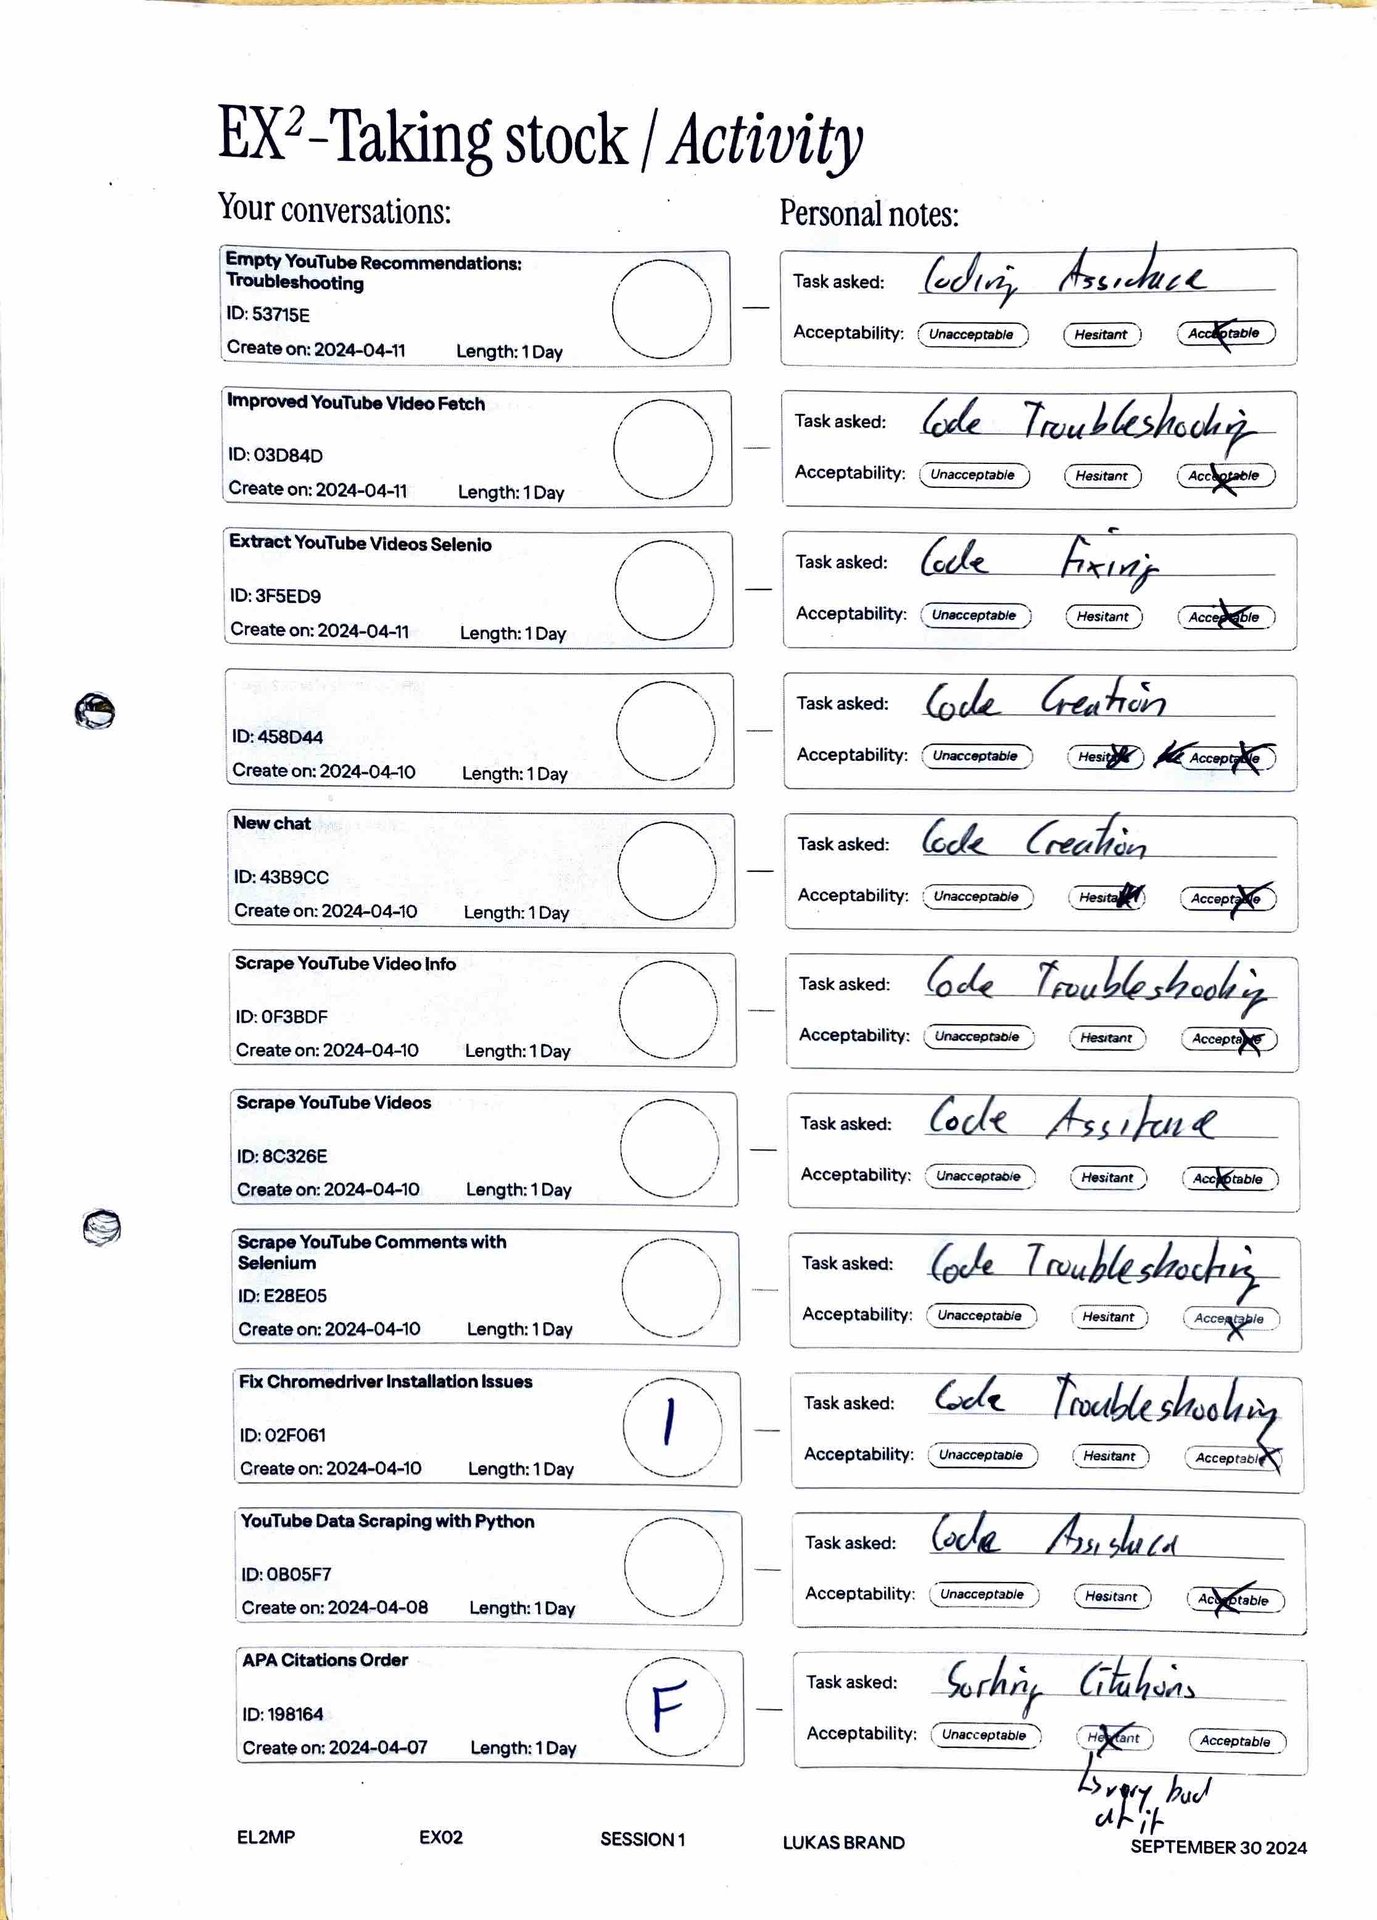 EX²-Taking stock / Activity
Your conversations:
Personal notes:
Empty YouTube Recommendations:
Troubleshooting
ID: 53715E
Create on: 2024-04-11 Length: 1 Day
Task asked: Coding Assistance
Acceptability: Unacceptable Hesitant Acceptable
Improved YouTube Video Fetch
ID: 03D84D
Create on: 2024-04-11 Length: 1 Day
Task asked: Code Troubleshooting
Acceptability: Unacceptable Hesitant Acceptable
Extract YouTube Videos Selenio
ID: 3F5ED9
Create on: 2024-04-11 Length: 1 Day
Task asked: Code Fixing
Acceptability: Unacceptable Hesitant Acceptable
ID: 458D44
Create on: 2024-04-10 Length: 1 Day
Task asked: Code Creation
Acceptability: Unacceptable Hesitant Acceptable
New chat
ID: 43B9CC
Create on: 2024-04-10 Length: 1 Day
Task asked: Code Creation
Acceptability: Unacceptable Hesitant Acceptable
Scrape YouTube Video Info
ID: 0F3BDF
Create on: 2024-04-10 Length: 1 Day
Task asked: Code Troubleshooting
Acceptability: Unacceptable Hesitant Acceptable
Scrape YouTube Videos
ID: 8C326E
Create on: 2024-04-10 Length: 1 Day
Task asked: Code Assitance
Acceptability: Unacceptable Hesitant Acceptable
Scrape YouTube Comments with
Selenium
ID: E28E05
Create on: 2024-04-10 Length: 1 Day
Task asked: Code Troubleshooting
Acceptability: Unacceptable Hesitant Acceptable
Fix Chromedriver Installation Issues
ID: 02F061
Create on: 2024-04-10 Length: 1 Day
I
Task asked: Code Troubleshooting
Acceptability: Unacceptable Hesitant Acceptable
YouTube Data Scraping with Python
ID: 0B05F7
Create on: 2024-04-08 Length: 1 Day
Task asked: Code Assistance
Acceptability: Unacceptable Hesitant Acceptable
APA Citations Order
ID: 198164
Create on: 2024-04-07 Length: 1 Day
F
Task asked: Sorting Citations
Acceptability: Unacceptable Hesitant Acceptable
very bad
at it
EL2MP EX02 SESSION 1 LUKAS BRAND SEPTEMBER 30 2024